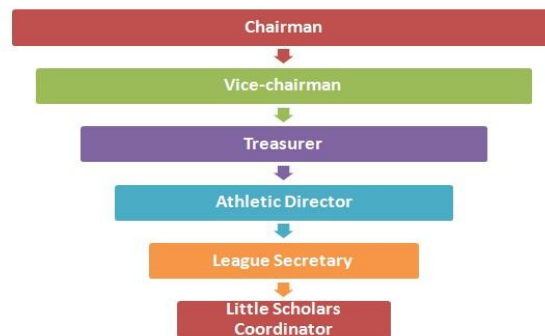 Chairman
Vice-chairman
Treasurer
Athletic Director
League Secretary
Little Scholars
Coordinator